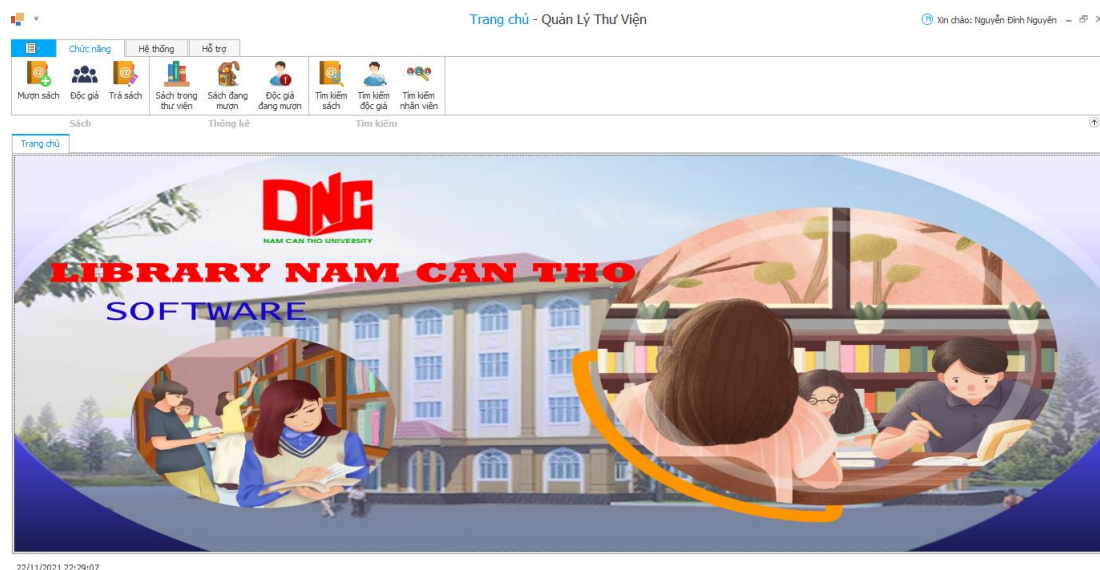 Trang chủ - Quản Lý Thư Viện
Xin chào: Nguyễn Đình Nguyên
Chức năng Hệ thống Hỗ trợ
Mượn sách Độc giả Trả sách Sách trong thư viện Sách đang mượn Độc giả đang mượn Tìm kiếm sách Tìm kiếm độc giả Tìm kiếm nhân viên
Sách Thống kê Tìm kiếm
Trang chủ
DNC
NAM CAN THO UNIVERSITY
LIBRARY NAM CAN THO
SOFTWARE
22/11/2021 22:29:07